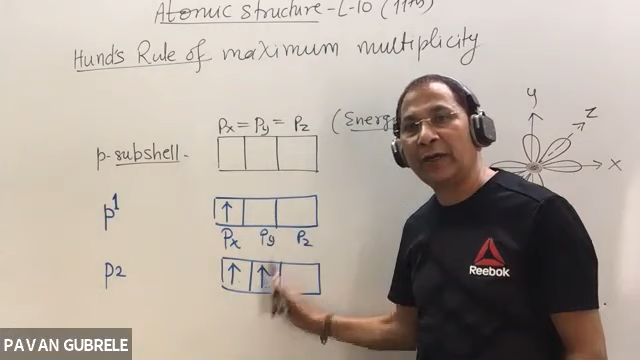 Atomic structure - L-10 (11th)
Hund's Rule of maximum multiplicity
Px = Py = Pz
(Energ
y
z
x
p-subshell -
p1
↑
Px Py Pz
p2
↑ ↑
Reebok
PAVAN GUBRELE